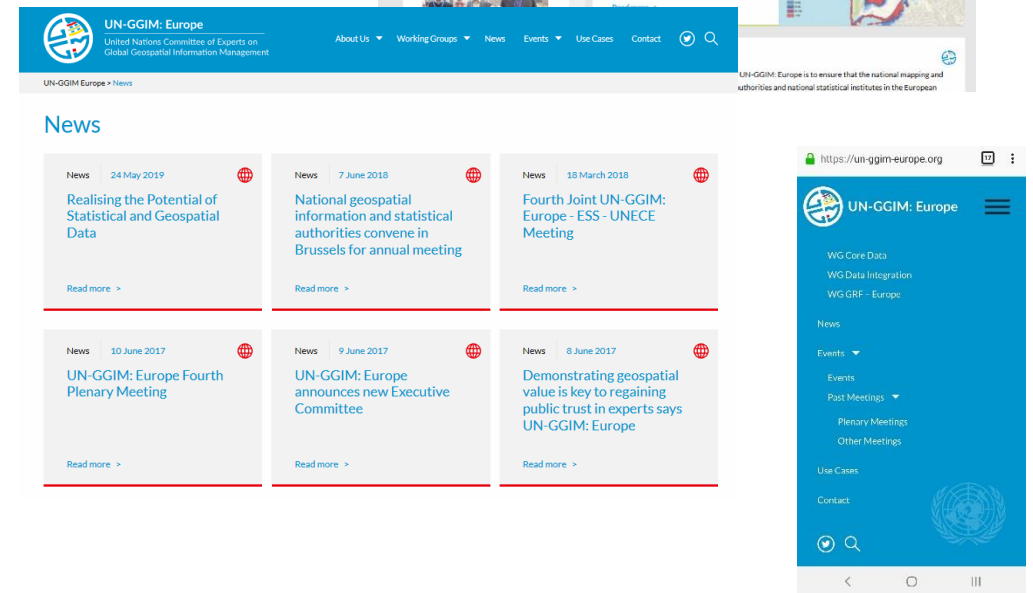 Read more >
UN-GGIM: Europe
United Nations Committee of Experts on
Global Geospatial Information Management
About Us
Working Groups
News
Events
Use Cases
Contact
UN-GGIM Europe > News
News
News
24 May 2019
Realising the Potential of
Statistical and Geospatial
Data
Read more >
News
7 June 2018
National geospatial
information and statistical
authorities convene in
Brussels for annual meeting
Read more >
News
18 March 2018
Fourth Joint UN-GGIM:
Europe - ESS - UNECE
Meeting
Read more >
News
10 June 2017
UN-GGIM: Europe Fourth
Plenary Meeting
Read more >
News
9 June 2017
UN-GGIM: Europe
announces new Executive
Committee
Read more >
News
8 June 2017
Demonstrating geospatial
value is key to regaining
public trust in experts says
UN-GGIM: Europe
Read more >
UN-GGIM: Europe is to ensure that the national mapping and
uthorities and national statistical institutes in the European
https://un-ggim-europe.org
17
UN-GGIM: Europe
WG Core Data
WG Data Integration
WG GRF – Europe
News
Events
Events
Past Meetings
Plenary Meetings
Other Meetings
Use Cases
Contact